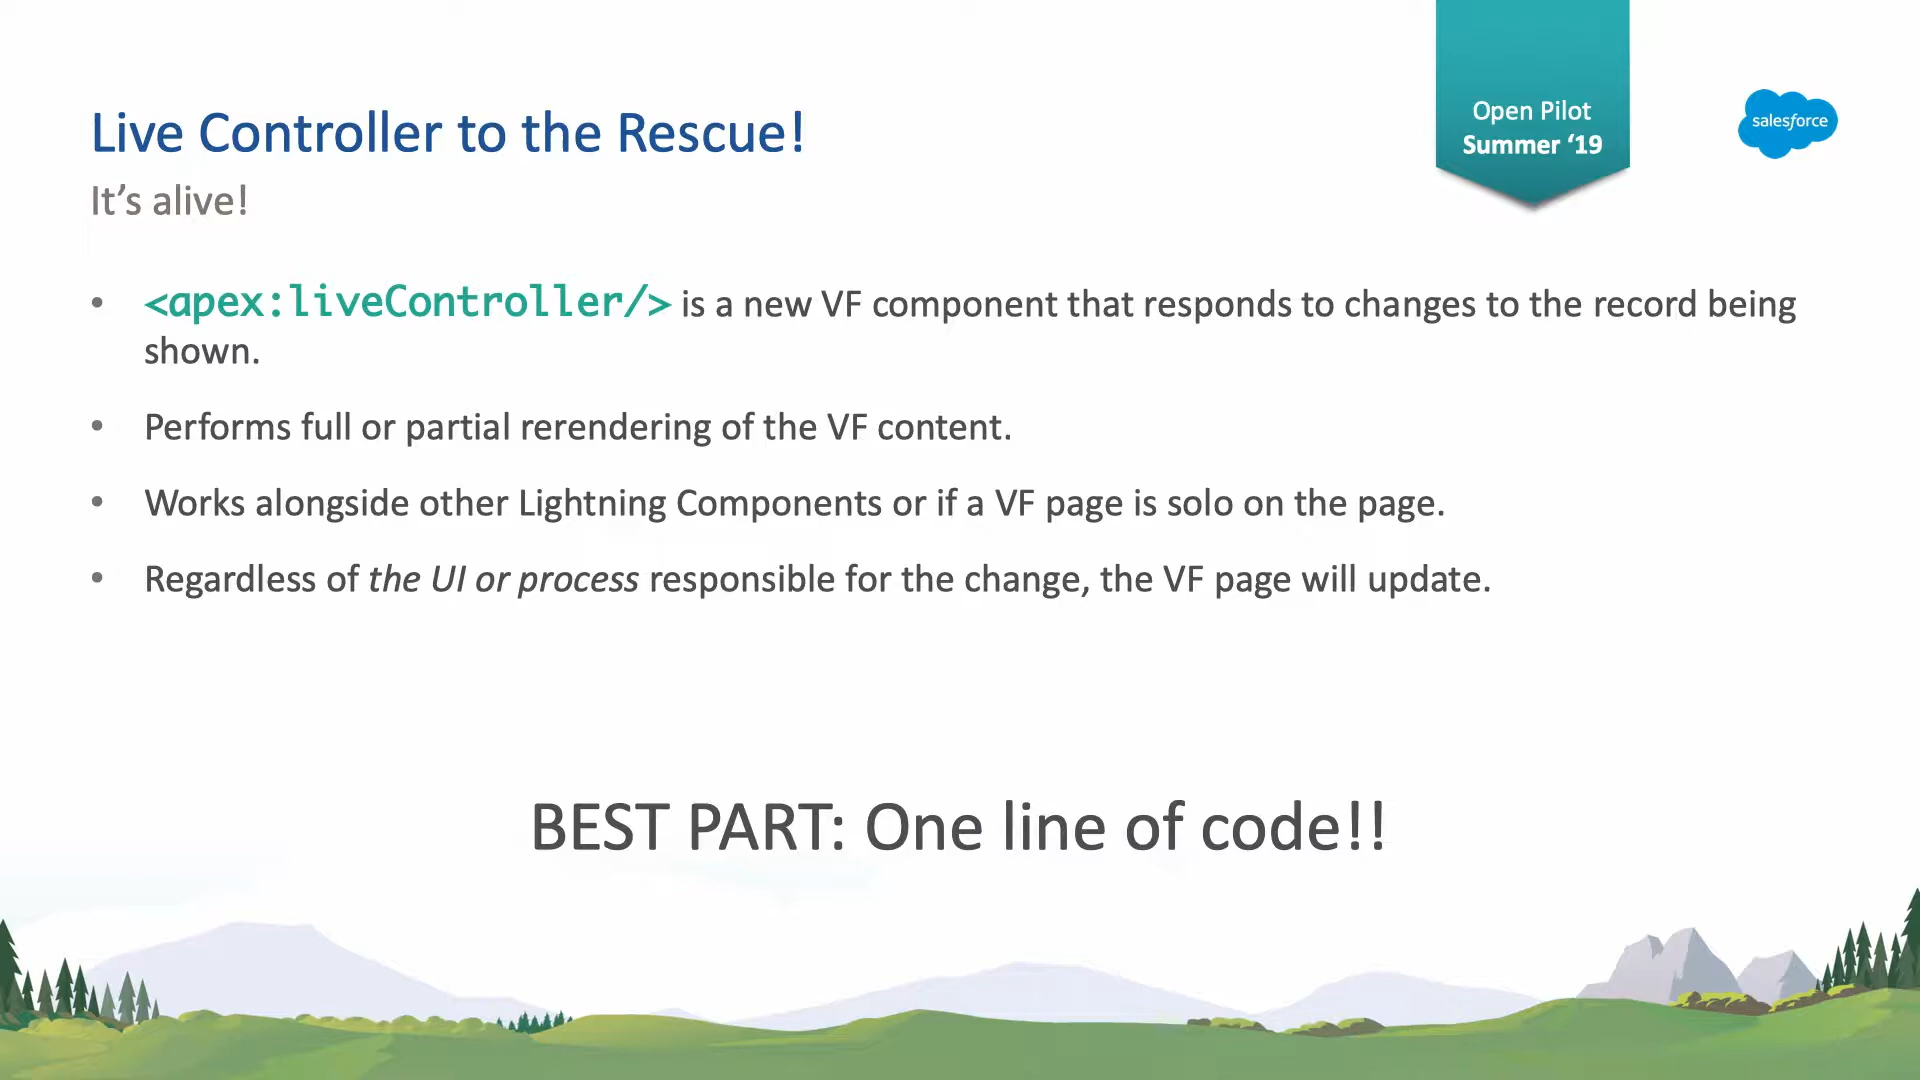 Open Pilot
Summer ‘19
salesforce
Live Controller to the Rescue!
It’s alive!
• <apex:liveController/> is a new VF component that responds to changes to the record being
shown.
• Performs full or partial rerendering of the VF content.
• Works alongside other Lightning Components or if a VF page is solo on the page.
• Regardless of the UI or process responsible for the change, the VF page will update.
BEST PART: One line of code!!